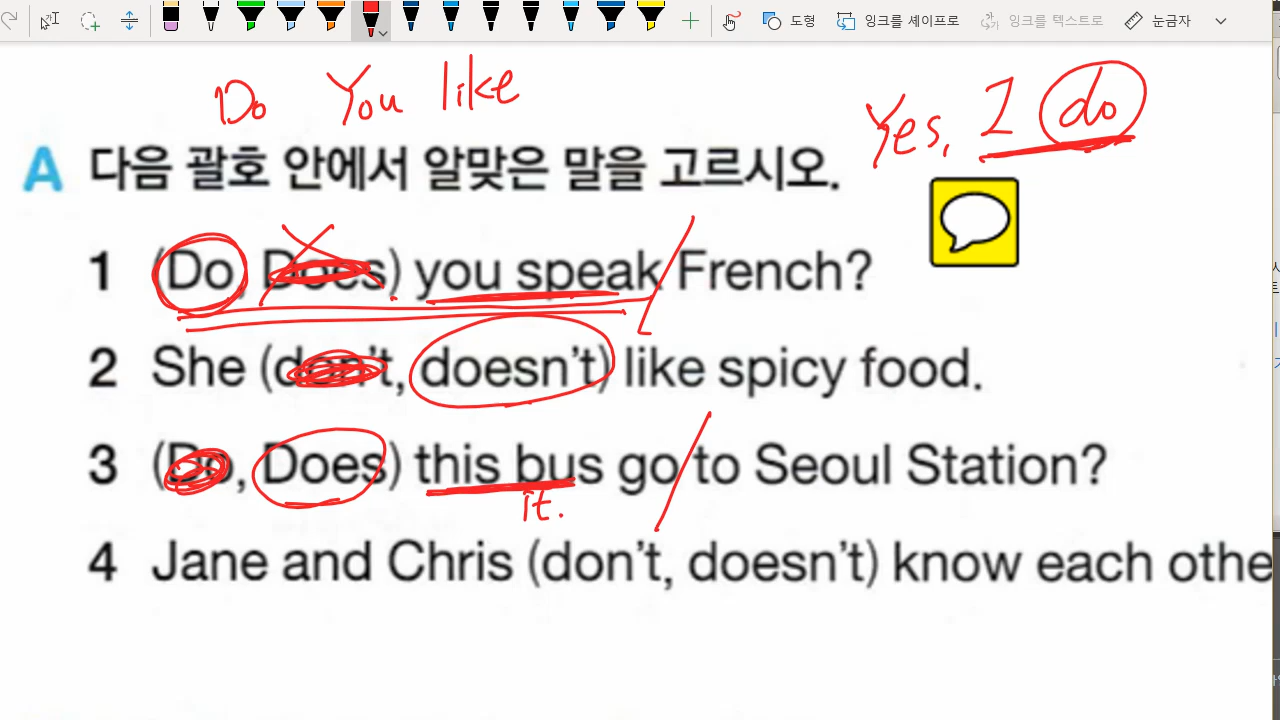 도형 잉크를 셰이프로 잉크를 텍스트로 눈금자
Do You like
Yes, I do
A 다음 괄호 안에서 알맞은 말을 고르시오.
1 (Do, Does) you speak French?
2 She (don't, doesn't) like spicy food.
3 (Do, Does) this bus go to Seoul Station?
it.
4 Jane and Chris (don't, doesn't) know each othe